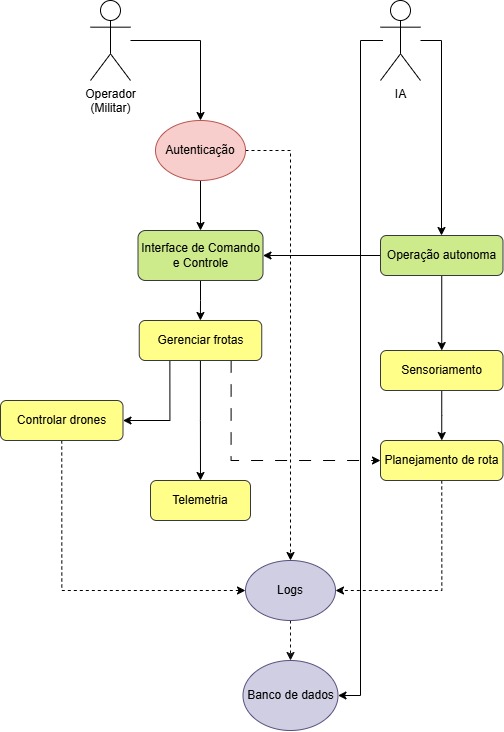 Operador
(Militar)
IA
Autenticação
Interface de Comando
e Controle
Operação autonoma
Gerenciar frotas
Sensoriamento
Controlar drones
Planejamento de rota
Telemetria
Logs
Banco de dados